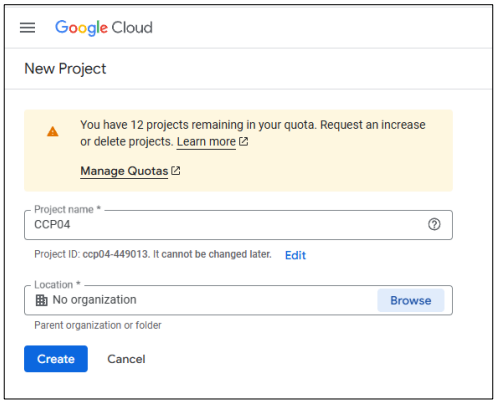 Google Cloud
New Project
You have 12 projects remaining in your quota. Request an increase
or delete projects. Learn more
Manage Quotas
Project name *
CCP04
Project ID: ccp04-449013. It cannot be changed later. Edit
Location *
No organization Browse
Parent organization or folder
Create Cancel